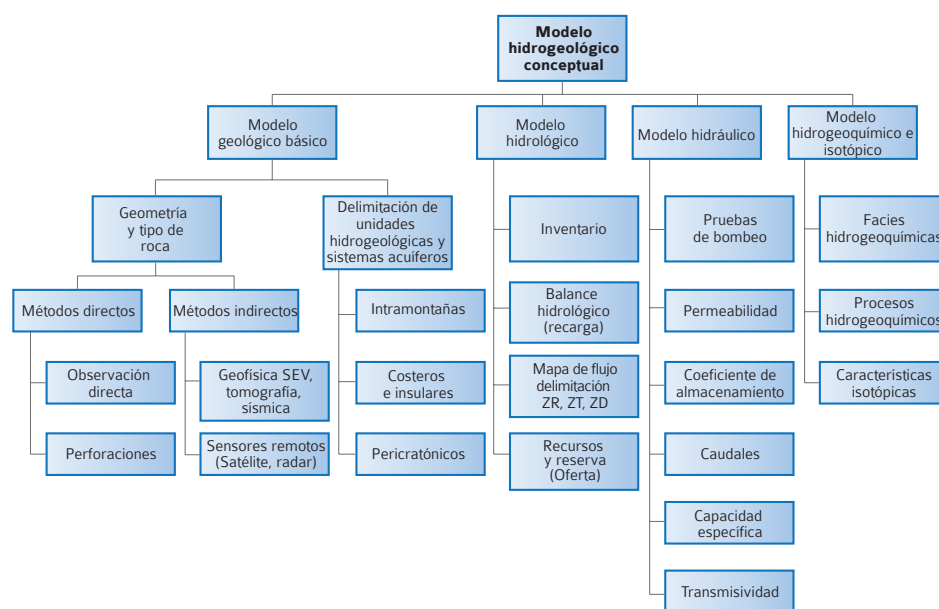 Modelo
hidrogeológico
conceptual
Modelo
geológico básico
Modelo
hidrológico
Modelo hidráulico
Modelo
hidrogeoquímico e
isotópico
Geometría
y tipo de
roca
Delimitación de
unidades
hidrogeológicas y
sistemas acuíferos
Inventario
Pruebas
de bombeo
Facies
hidrogeoquímicas
Métodos directos
Métodos indirectos
Intramontañas
Balance
hidrológico
(recarga)
Permeabilidad
Procesos
hidrogeoquímicos
Observación
directa
Geofísica SEV,
tomografía,
sísmica
Costeros
e insulares
Mapa de flujo
delimitación
ZR, ZT, ZD
Coeficiente de
almacenamiento
Características
isotópicas
Perforaciones
Sensores remotos
(Satélite, radar)
Pericratónicos
Recursos
y reserva
(Oferta)
Caudales
Capacidad
específica
Transmisividad